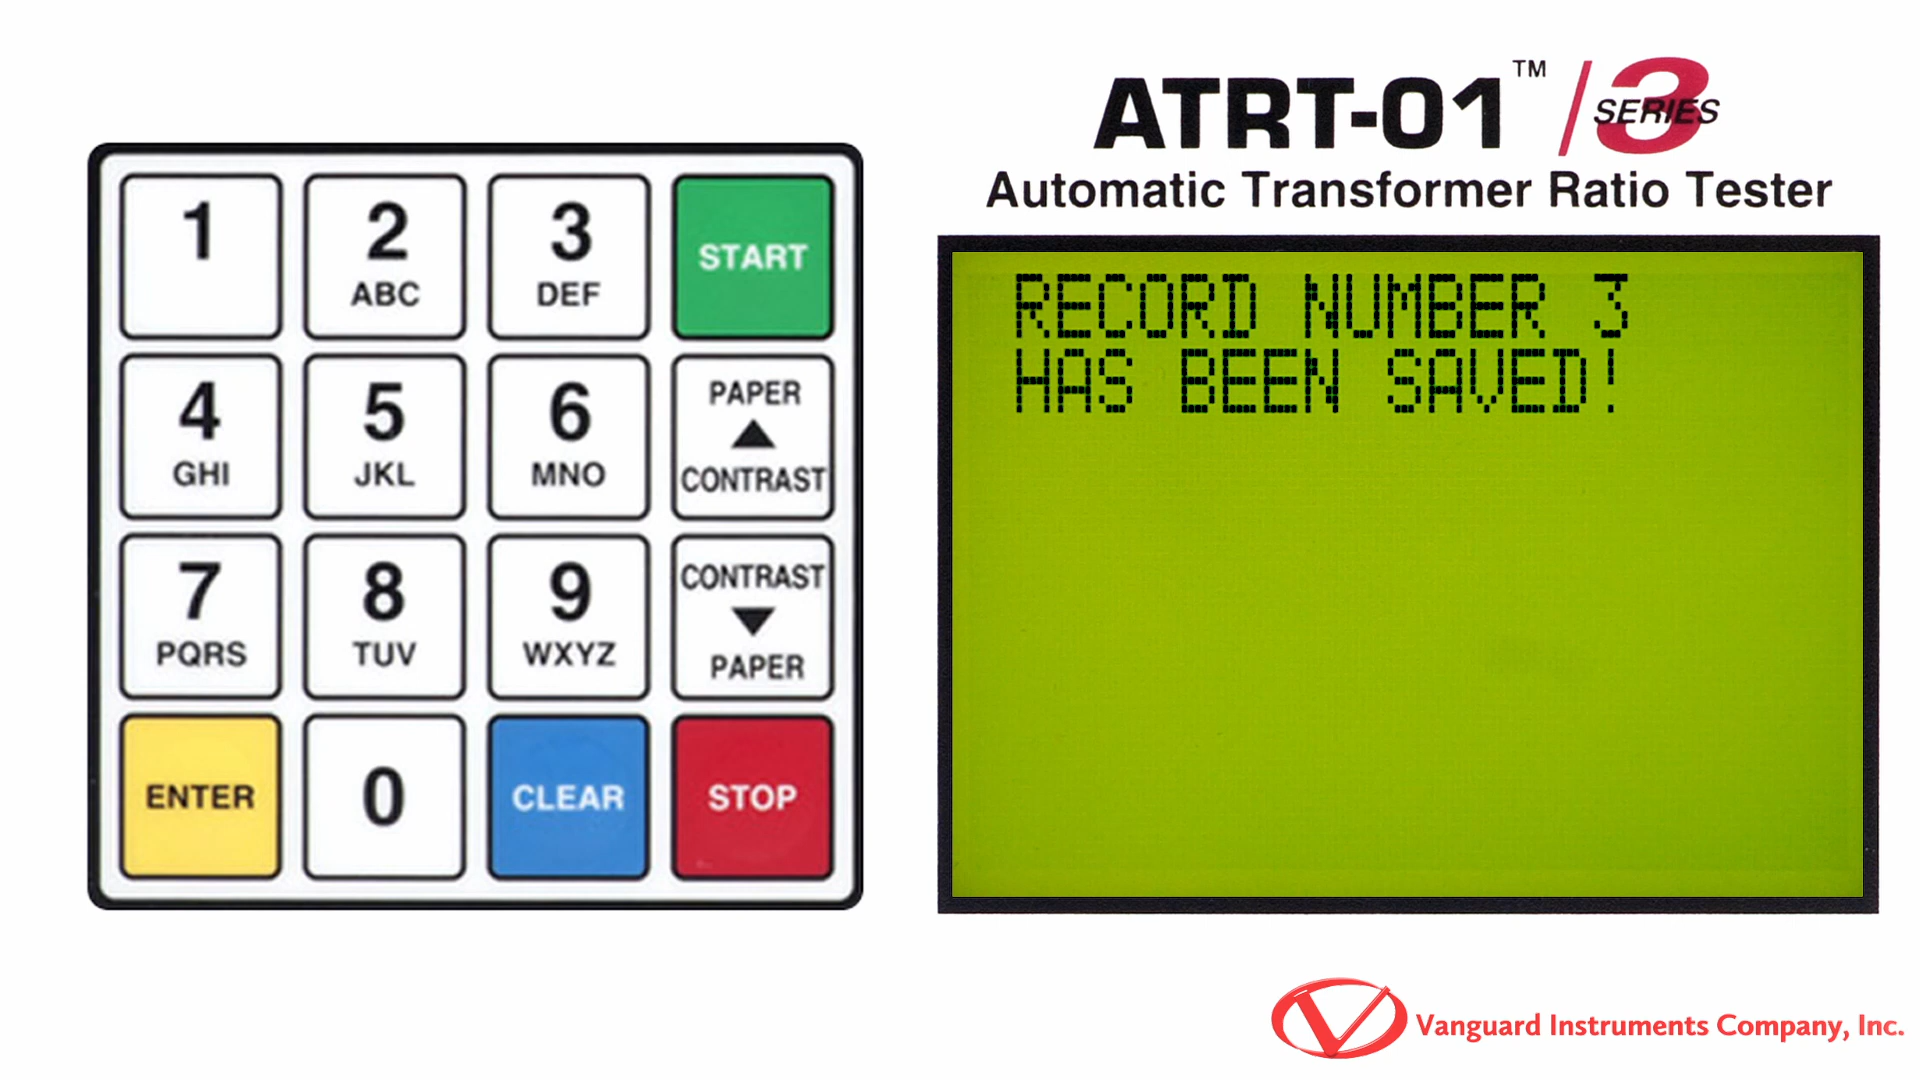 1
2
ABC
3
DEF
START
4
GHI
5
JKL
6
MNO
PAPER
CONTRAST
7
PQRS
8
TUV
9
WXYZ
CONTRAST
PAPER
ENTER
0
CLEAR
STOP
ATRT-01™ /3
SERIES
Automatic Transformer Ratio Tester
RECORD NUMBER 3
HAS BEEN SAVED!
Vanguard Instruments Company, Inc.